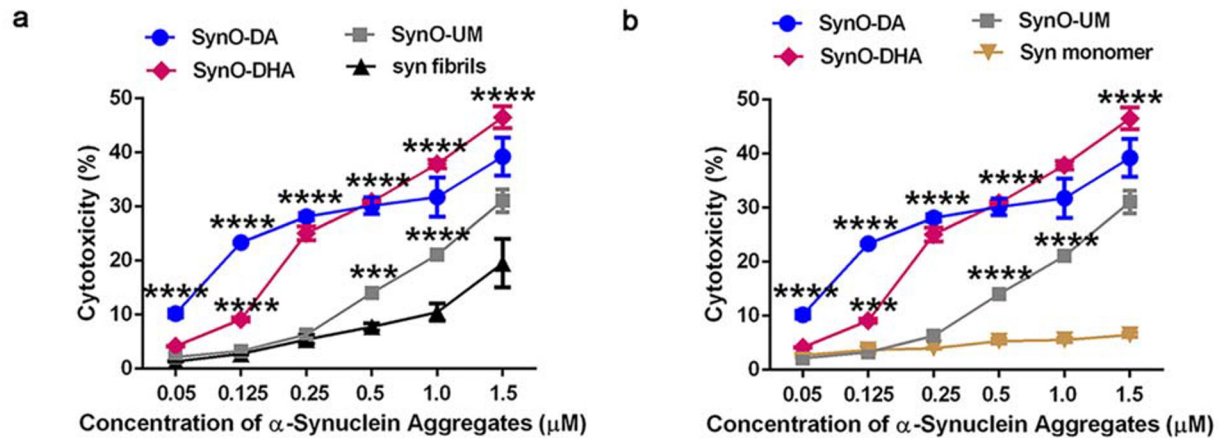 a
SynO-DA
SynO-UM
SynO-DHA
syn fibrils
Cytotoxicity (%)
50
40
30
20
10
0
****
****
****
****
****
****
****
***
****
0.05 0.125 0.25 0.5 1.0 1.5
Concentration of α-Synuclein Aggregates (μM)
b
SynO-DA
SynO-UM
SynO-DHA
Syn monomer
Cytotoxicity (%)
50
40
30
20
10
0
****
****
****
****
****
***
****
****
0.05 0.125 0.25 0.5 1.0 1.5
Concentration of α-Synuclein Aggregates (μM)